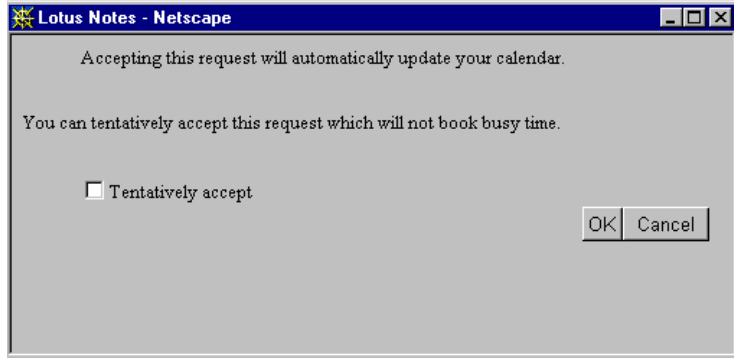 Lotus Notes - Netscape
Accepting this request will automatically update your calendar.
You can tentatively accept this request which will not book busy time.
Tentatively accept
OK Cancel